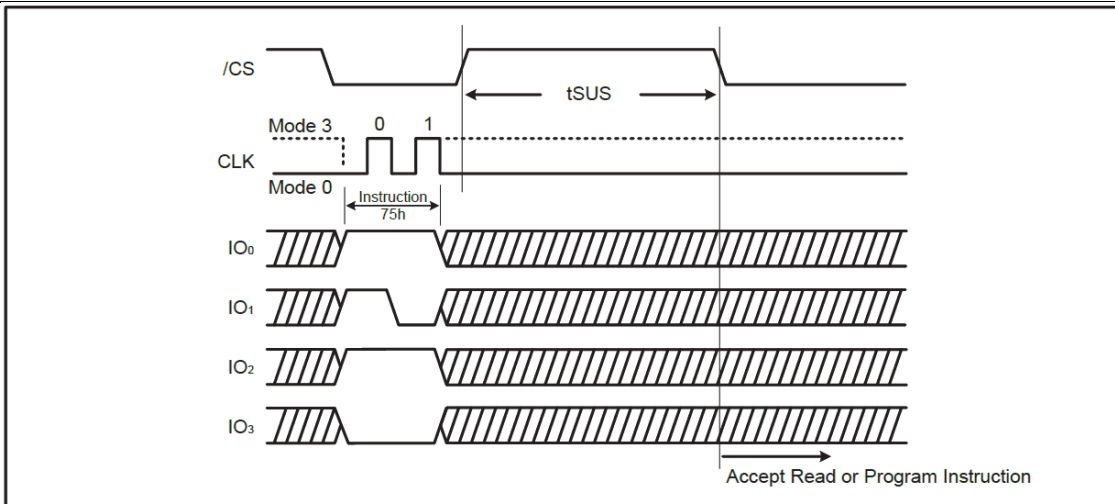 /CS
tSUS
Mode 3
0
1
CLK
Mode 0
Instruction
75h
IO₀
IO₁
IO₂
IO₃
Accept Read or Program Instruction